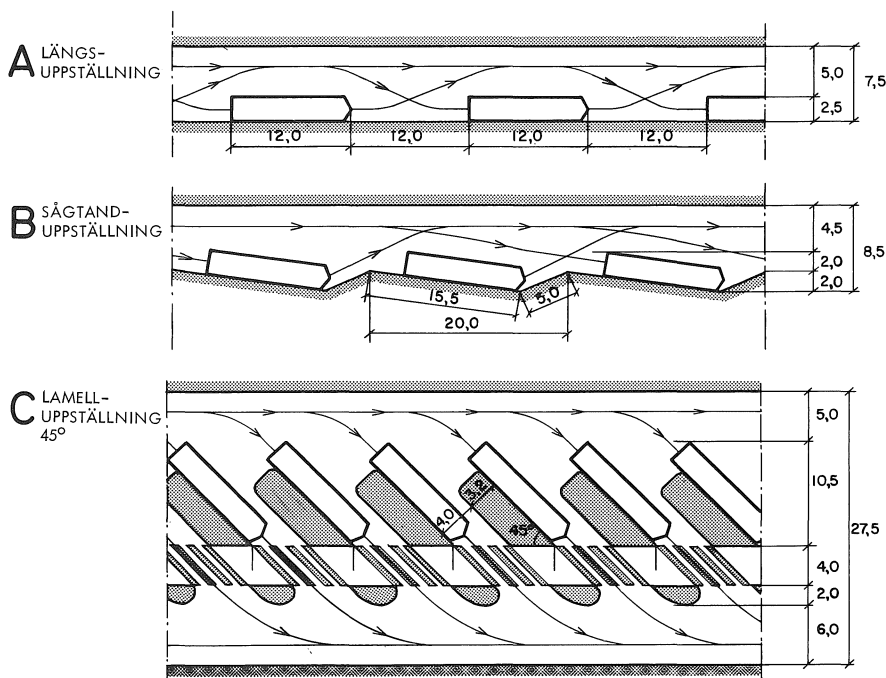 A LÄNGS-
UPPSTÄLLNING
5,0
7,5
2,5
12,0 12,0 12,0 12,0
B SÅGTAND-
UPPSTÄLLNING
4,5
2,0
8,5
2,0
15,5 5,0
20,0
C LAMELL-
UPPSTÄLLNING
45°
5,0
10,5
3,2
4,0
45°
27,5
4,0
2,0
6,0